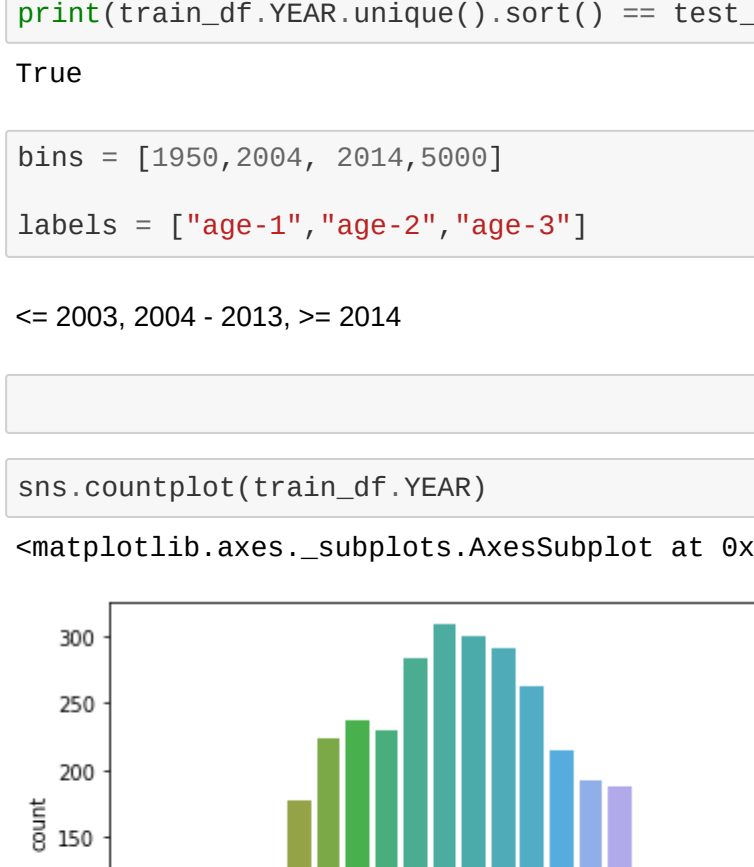 print(train_df.YEAR.unique().sort() == test_
True
bins = [1950,2004, 2014,5000]
labels = ["age-1","age-2","age-3"]
<= 2003, 2004 - 2013, >= 2014
sns.countplot(train_df.YEAR)
<matplotlib.axes._subplots.AxesSubplot at 0x
300
250
200
150
count